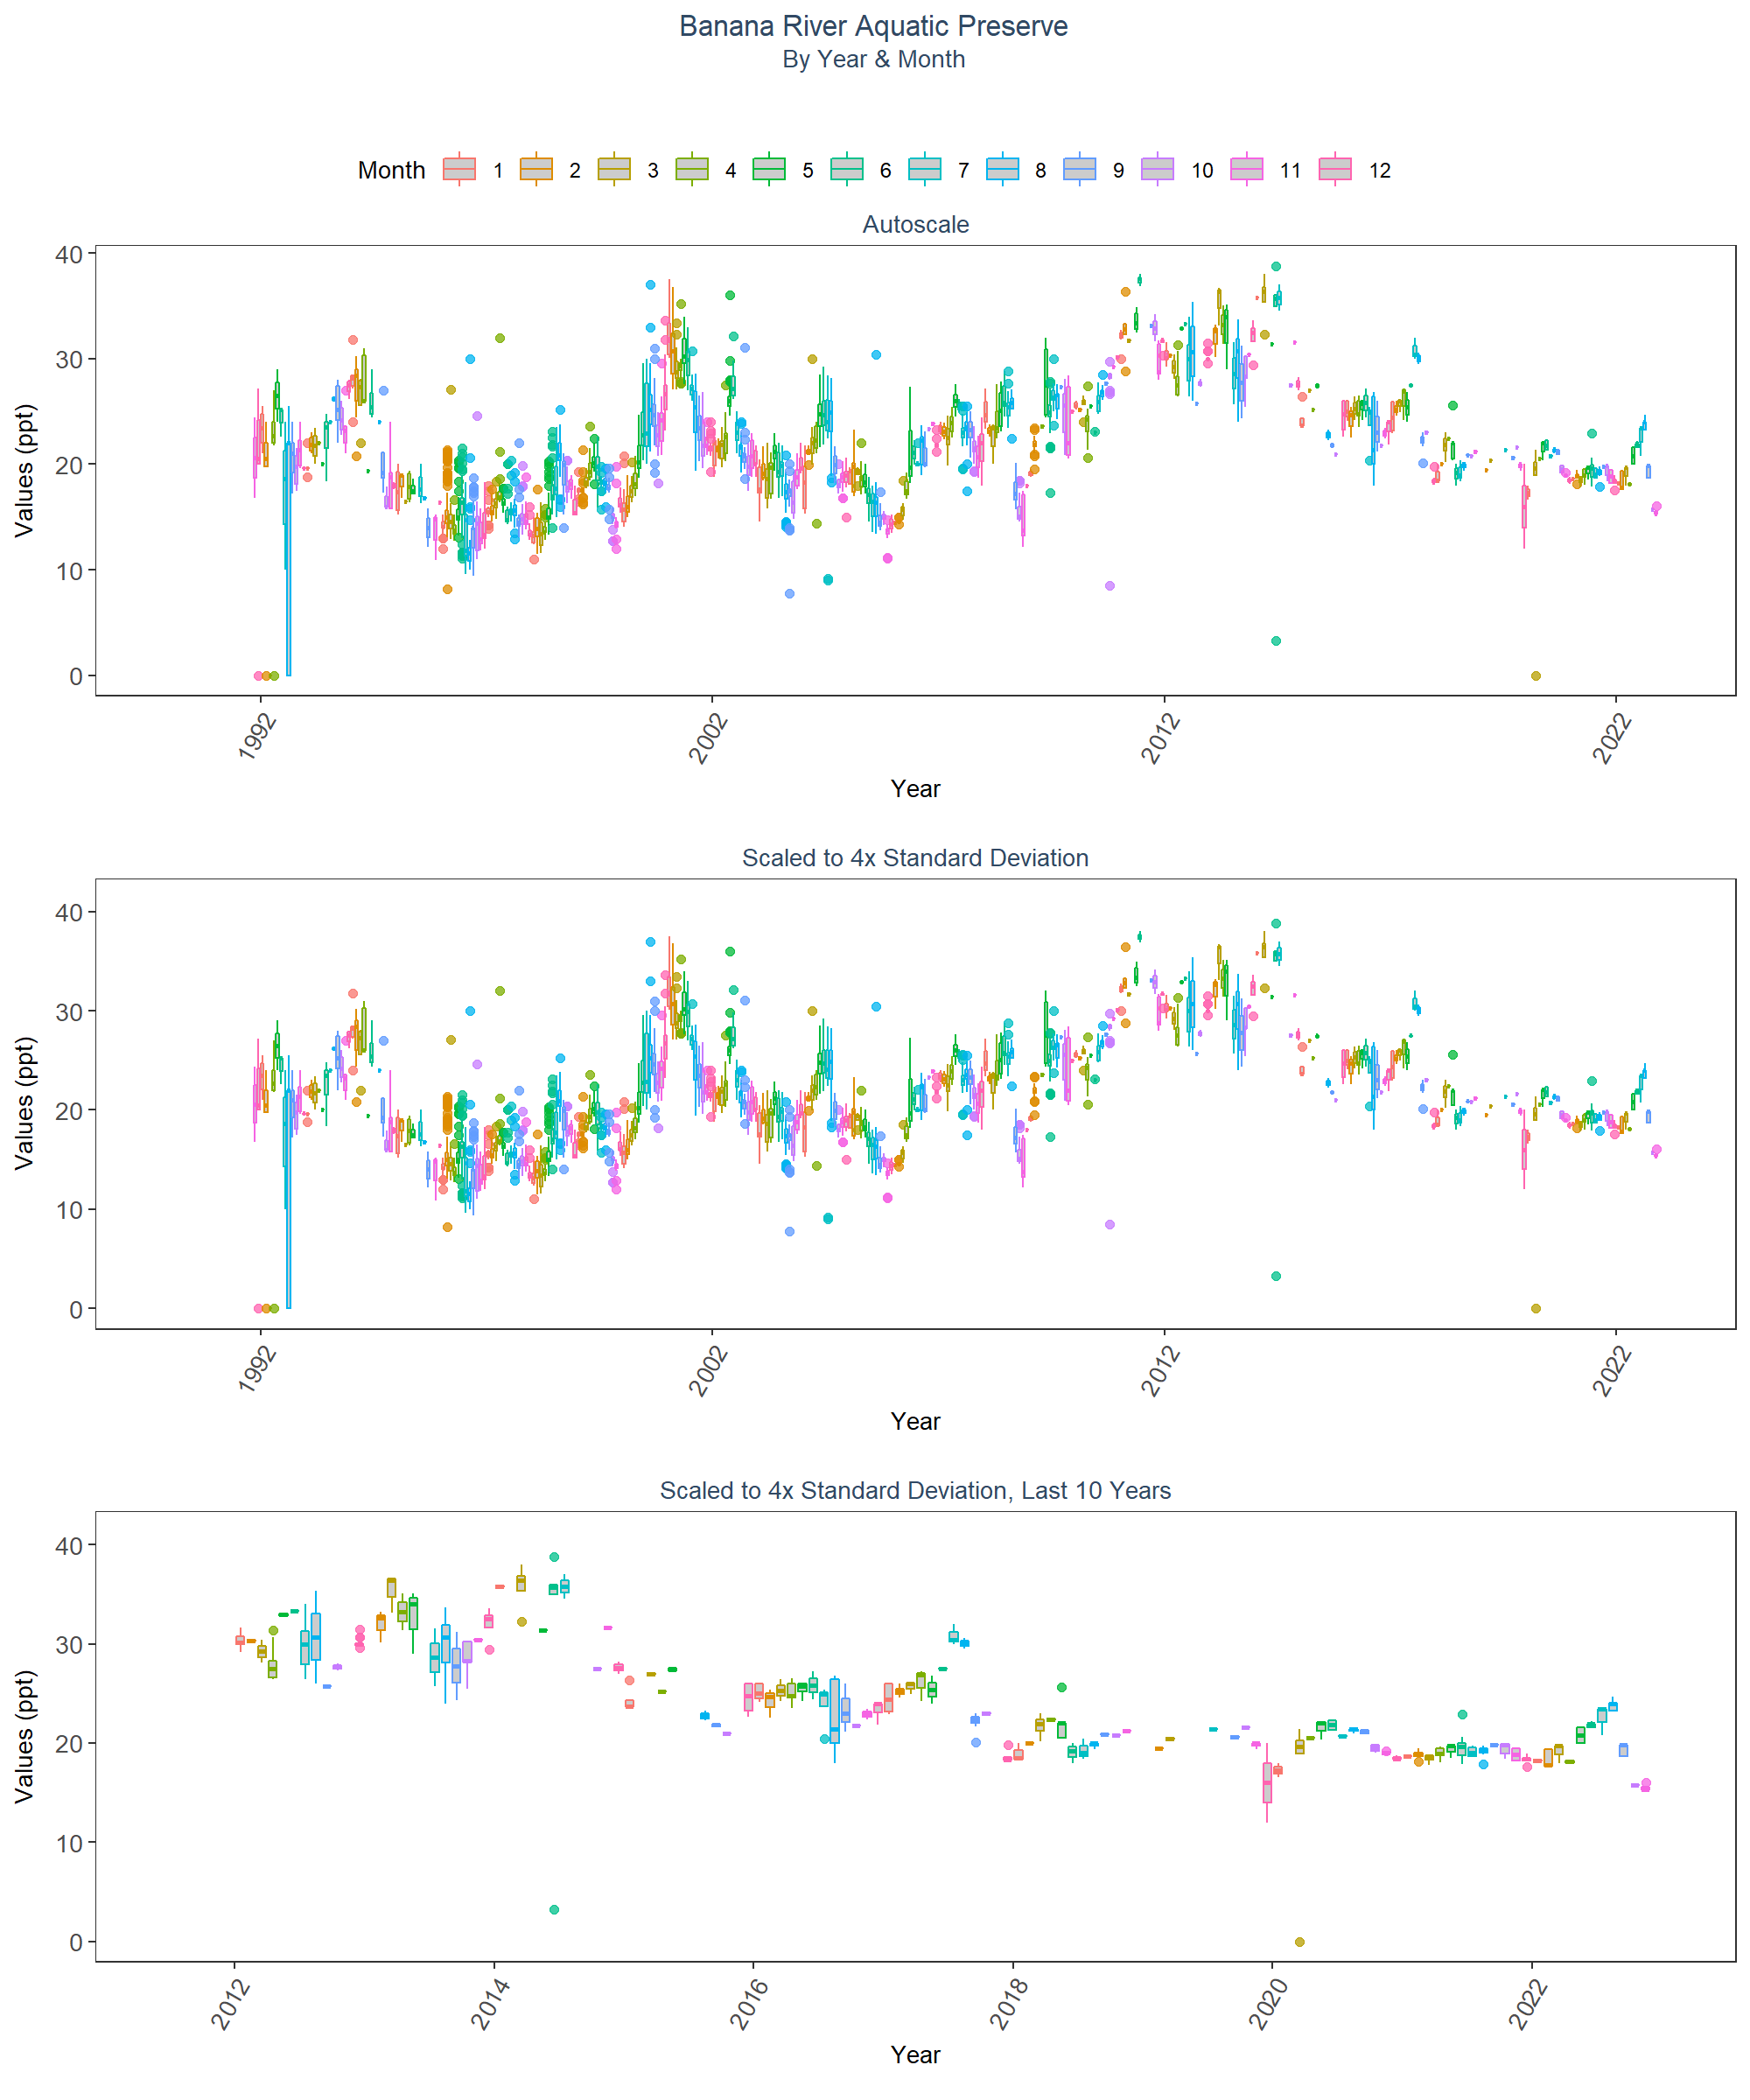 Banana River Aquatic Preserve
By Year & Month
Month 1 2 3 4 5 6 7 8 9 10 11 12
Autoscale
Values (ppt)
40
30
20
10
0
1992 2002 2012 2022
Year
Scaled to 4x Standard Deviation
Values (ppt)
40
30
20
10
0
1992 2002 2012 2022
Year
Scaled to 4x Standard Deviation, Last 10 Years
Values (ppt)
40
30
20
10
0
2012 2014 2016 2018 2020 2022
Year